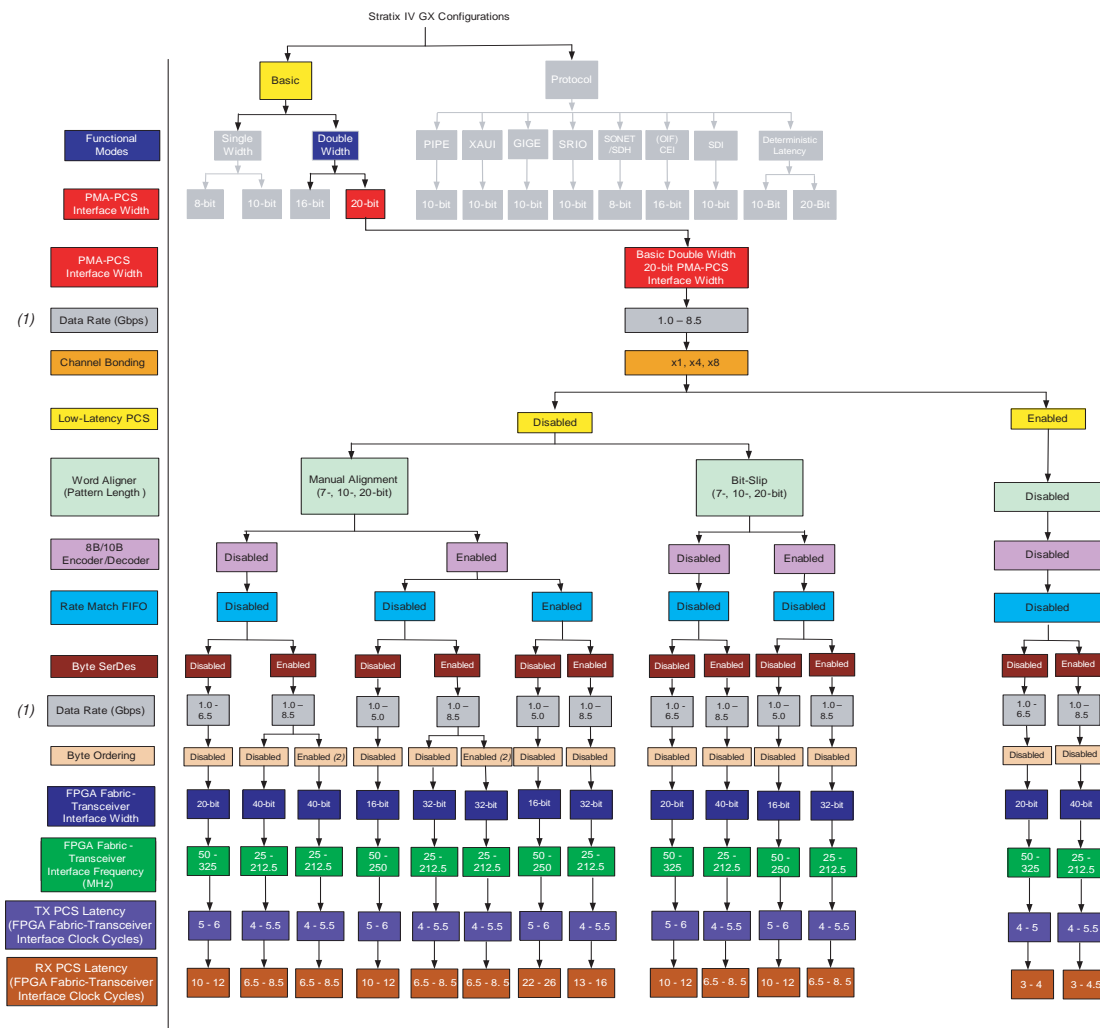 Stratix IV GX Configurations
Basic
Protocol
Functional
Modes
Single
Width
Double
Width
PIPE
XAUI
GIGE
SRIO
SONET
/SDH
(OIF)
CEI
SDI
Deterministic
Latency
PMA-PCS
Interface Width
8-bit
10-bit
16-bit
20-bit
10-bit
10-bit
10-bit
10-bit
8-bit
16-bit
10-bit
10-Bit
20-Bit
PMA-PCS
Interface Width
Basic Double Width
20-bit PMA-PCS
Interface Width
(1)
Data Rate (Gbps)
1.0 – 8.5
Channel Bonding
x1, x4, x8
Low-Latency PCS
Disabled
Enabled
Word Aligner
(Pattern Length )
Manual Alignment
(7-, 10-, 20-bit)
Bit-Slip
(7-, 10-, 20-bit)
Disabled
8B/10B
Encoder/Decoder
Disabled
Enabled
Disabled
Enabled
Disabled
Rate Match FIFO
Disabled
Disabled
Enabled
Disabled
Disabled
Disabled
Byte SerDes
Disabled
Enabled
Disabled
Enabled
Disabled
Enabled
Disabled
Enabled
Disabled
Enabled
Disabled
Enabled
(1)
Data Rate (Gbps)
1.0 -
6.5
1.0 –
8.5
1.0 –
5.0
1.0 –
8.5
1.0 –
5.0
1.0 –
8.5
1.0 -
6.5
1.0 –
8.5
1.0 –
5.0
1.0 –
8.5
1.0 -
6.5
1.0 –
8.5
Byte Ordering
Disabled
Disabled
Enabled (2)
Disabled
Disabled
Enabled (2)
Disabled
Disabled
Disabled
Disabled
Disabled
Disabled
Disabled
Disabled
FPGA Fabric-
Transceiver
Interface Width
20-bit
40-bit
40-bit
16-bit
32-bit
32-bit
16-bit
32-bit
20-bit
40-bit
16-bit
32-bit
20-bit
40-bit
FPGA Fabric -
Transceiver
Interface Frequency
(MHz)
50 -
325
25 -
212.5
25 -
212.5
50 -
250
25 -
212.5
25 -
212.5
50 -
250
25 -
212.5
50 -
325
25 -
212.5
50 -
250
25 -
212.5
50 -
325
25 -
212.5
TX PCS Latency
(FPGA Fabric-Transceiver
Interface Clock Cycles)
5 - 6
4 - 5.5
4 - 5.5
5 - 6
4 - 5.5
4 - 5.5
5 - 6
4 - 5.5
5 - 6
4 - 5.5
5 - 6
4 - 5.5
4 - 5
4 - 5.5
RX PCS Latency
(FPGA Fabric-Transceiver
Interface Clock Cycles)
10 - 12
6.5 - 8.5
6.5 - 8.5
10 - 12
6.5 - 8. 5
6.5 - 8. 5
22 - 26
13 - 16
10 - 12
6.5 - 8. 5
10 - 12
6.5 - 8. 5
3 - 4
3 - 4.5